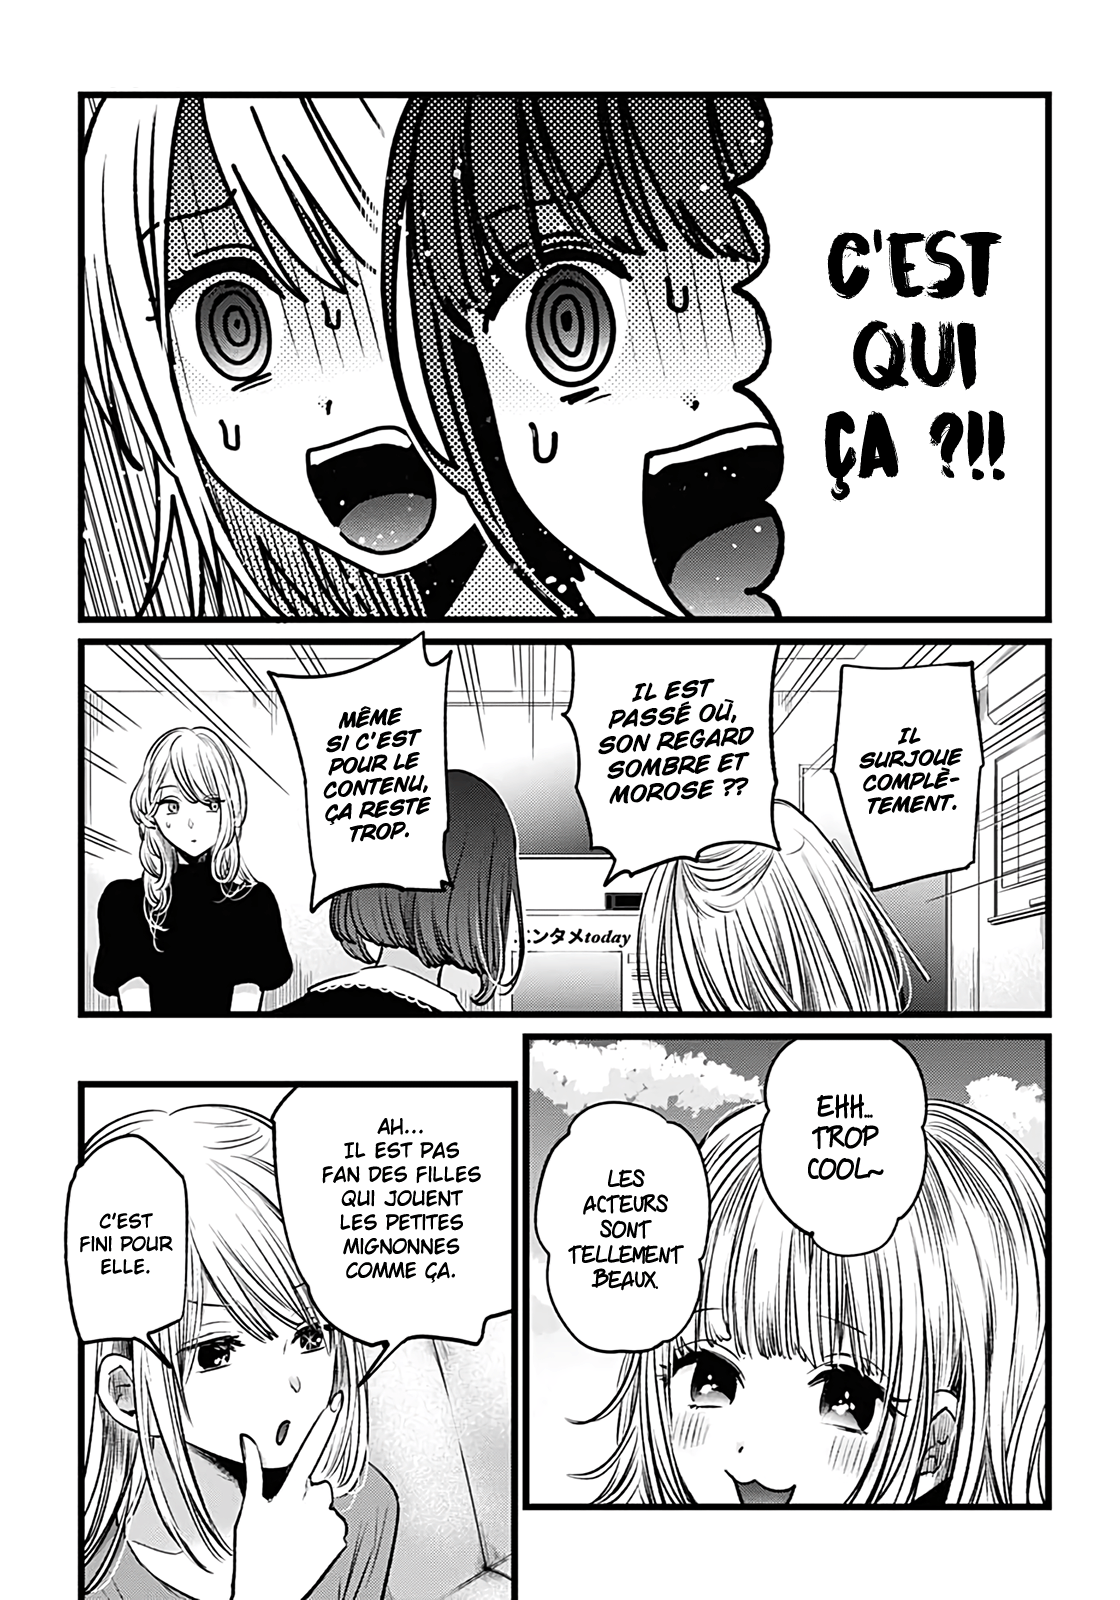 C'EST
QUI
ÇA ?!!
IL
SURJOUE
COMPLÈ-
TEMENT.
IL EST
PASSÉ OÙ,
SON REGARD
SOMBRE ET
MOROSE ??
MÊME
SI C'EST
POUR LE
CONTENU,
ÇA RESTE
TROP.
エンタメtoday
EHH...
TROP
COOL~
LES
ACTEURS
SONT
TELLEMENT
BEAUX.
AH...
IL EST PAS
FAN DES FILLES
QUI JOUENT
LES PETITES
MIGNONNES
COMME ÇA.
C'EST
FINI POUR
ELLE.